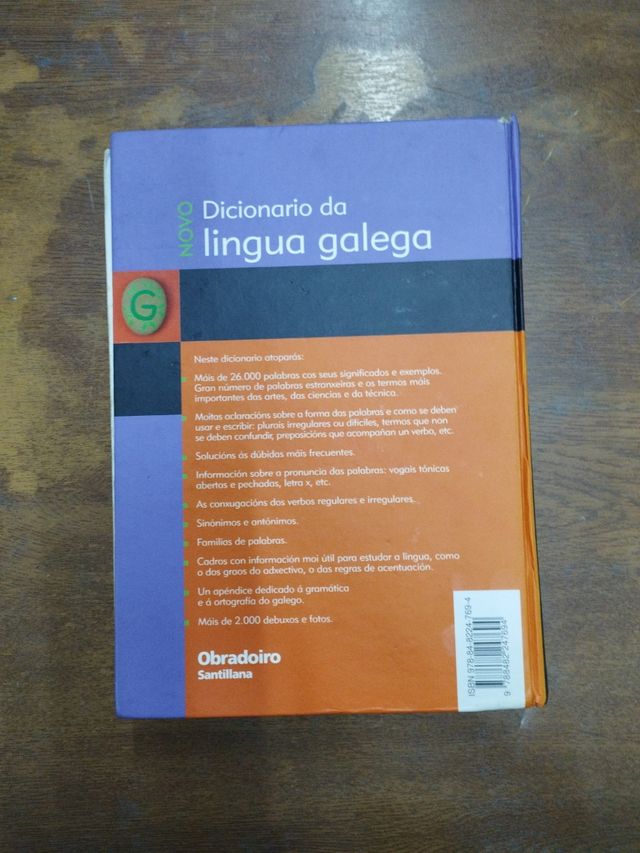 NOVO
Dicionario da
lingua galega
G
Neste dicionario atoparás:
Máis de 26.000 palabras cos seus significados e exemplos.
Gran número de palabras estranxeiras e os termos máis
importantes das artes, das ciencias e da técnica.
Moitas aclaracións sobre a forma das palabras e como se deben
usar e escribir: plurais irregulares ou difíciles, termos que non
se deben confundir, preposicións que acompañan un verbo, etc.
Solucións ás dúbidas máis frecuentes.
Información sobre a pronuncia das palabras: vogais tónicas
abertas e pechadas, letra x, etc.
As conxugacións dos verbos regulares e irregulares.
Sinónimos e antónimos.
Familias de palabras.
Cadros con información moi útil para estudar a lingua, como
o dos graos do adxectivo, o das regras de acentuación.
Un apéndice dedicado á gramática
e á ortografía do galego.
Máis de 2.000 debuxos e fotos.
Obradoiro
Santillana
ISBN 978-84-8224-769-4
9 788482 247694